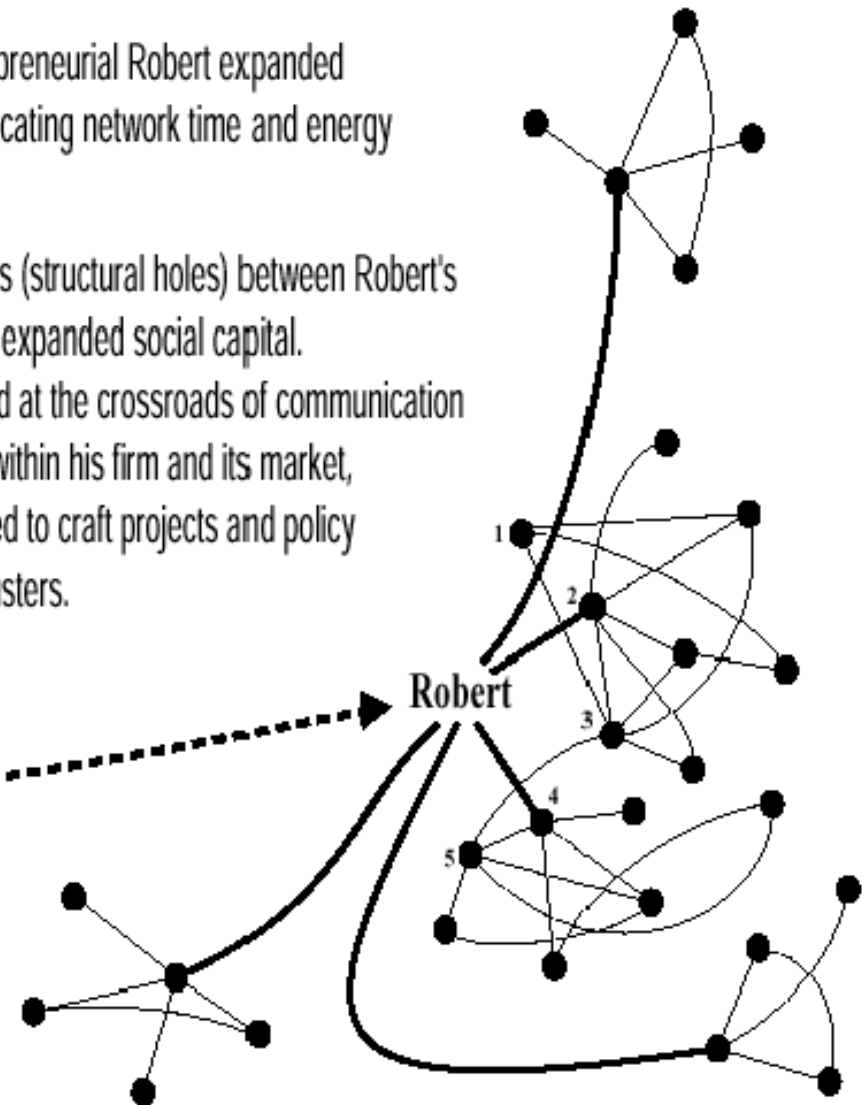 preneurial Robert expanded
cating network time and energy
s (structural holes) between Robert's
expanded social capital.
d at the crossroads of communication
within his firm and its market,
ed to craft projects and policy
sters.
1
2
Robert
3
4
5